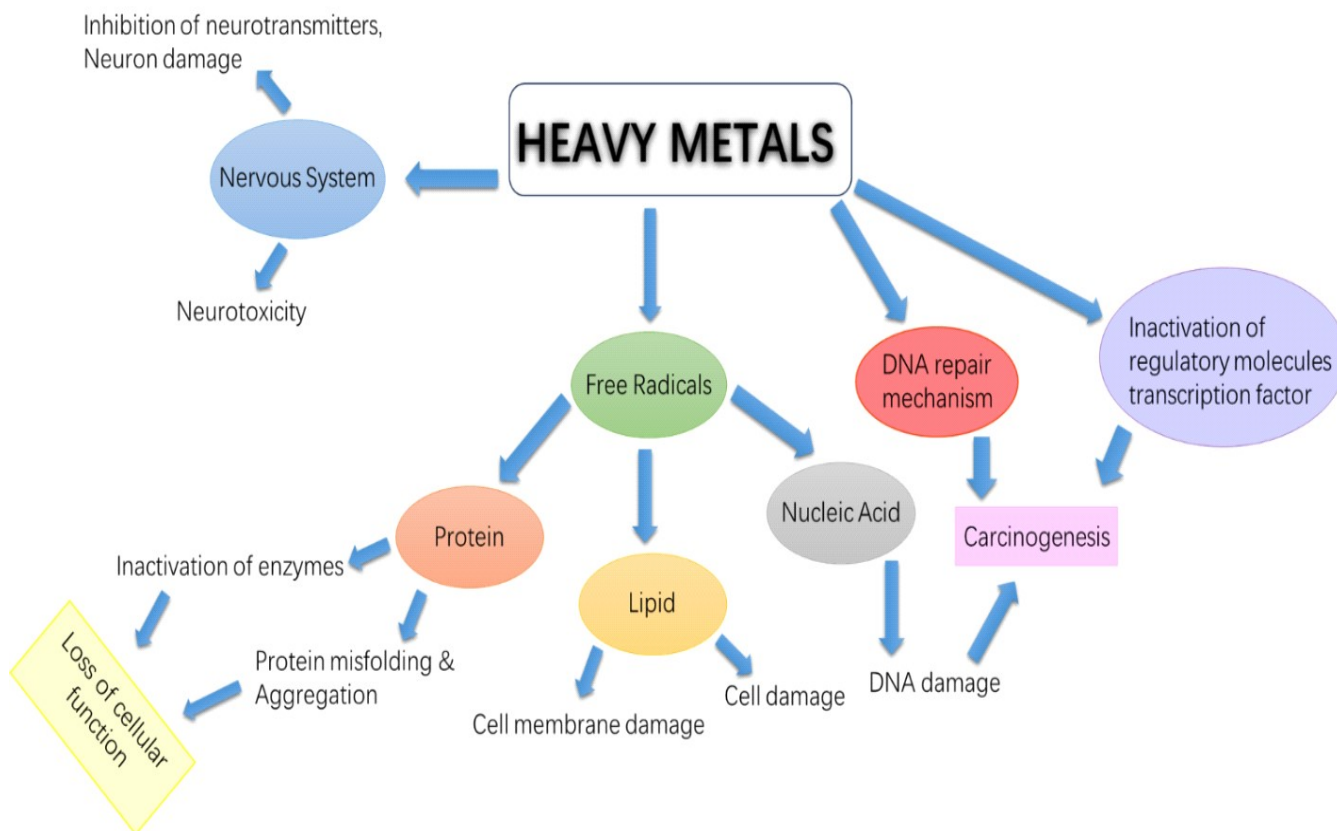 Inhibition of neurotransmitters,
Neuron damage
HEAVY METALS
Nervous System
Neurotoxicity
Free Radicals
DNA repair
mechanism
Inactivation of
regulatory molecules
transcription factor
Protein
Lipid
Nucleic Acid
Carcinogenesis
Inactivation of enzymes
Protein misfolding &
Aggregation
Loss of cellular
function
Cell membrane damage
Cell damage
DNA damage